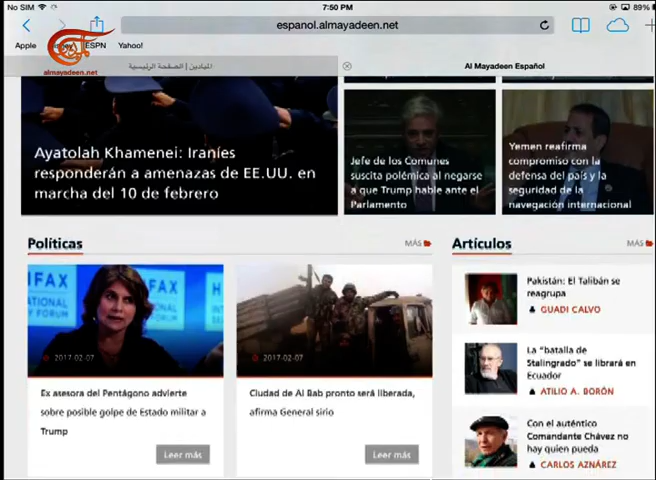 No SIM
7:50 PM
89%
espanol.almayadeen.net
Apple
ESPN
Yahoo!
almayadeen.net
الميادين | الصفحة الرئيسية
Al Mayadeen Español
Ayatolah Khamenei: Iraníes
responderán a amenazas de EE.UU. en
marcha del 10 de febrero
Jefe de los Comunes
suscita polémica al negarse
a que Trump hable ante el
Parlamento
Yemen reafirma
compromiso con la
defensa del país y la
seguridad de la
navegación internacional
Políticas
MÁS
IFAX
NATIONAL
Y FORUM
2017-02-07
Ex asesora del Pentágono advierte
sobre posible golpe de Estado militar a
Trump
Leer más
2017-02-07
Ciudad de Al Bab pronto será liberada,
afirma General sirio
Leer más
Artículos
MÁS
Pakistán: El Talibán se
reagrupa
GUADI CALVO
La "batalla de
Stalingrado" se librará en
Ecuador
ATILIO A. BORÓN
Con el auténtico
Comandante Chávez no
hay quien pueda
CARLOS AZNÁREZ